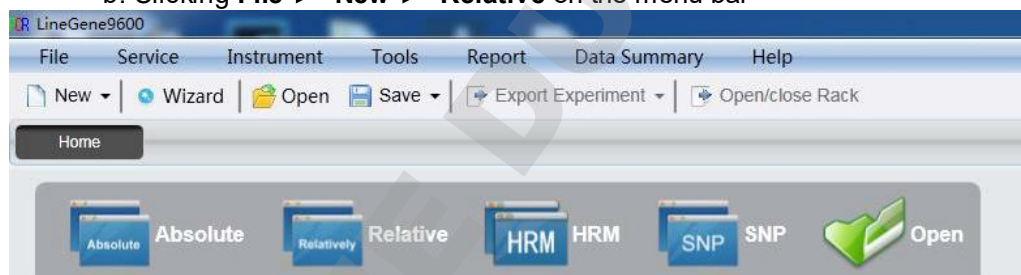 b. Clicking File > New > Relative on the menu bar
LineGene9600
File Service Instrument Tools Report Data Summary Help
New Wizard Open Save Export Experiment Open/close Rack
Home
Absolute Absolute Relatively Relative HRM HRM SNP SNP Open